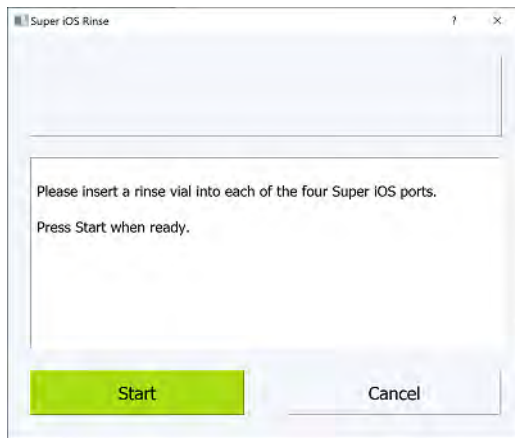 Super iOS Rinse
? ×
Please insert a rinse vial into each of the four Super iOS ports.
Press Start when ready.
Start
Cancel